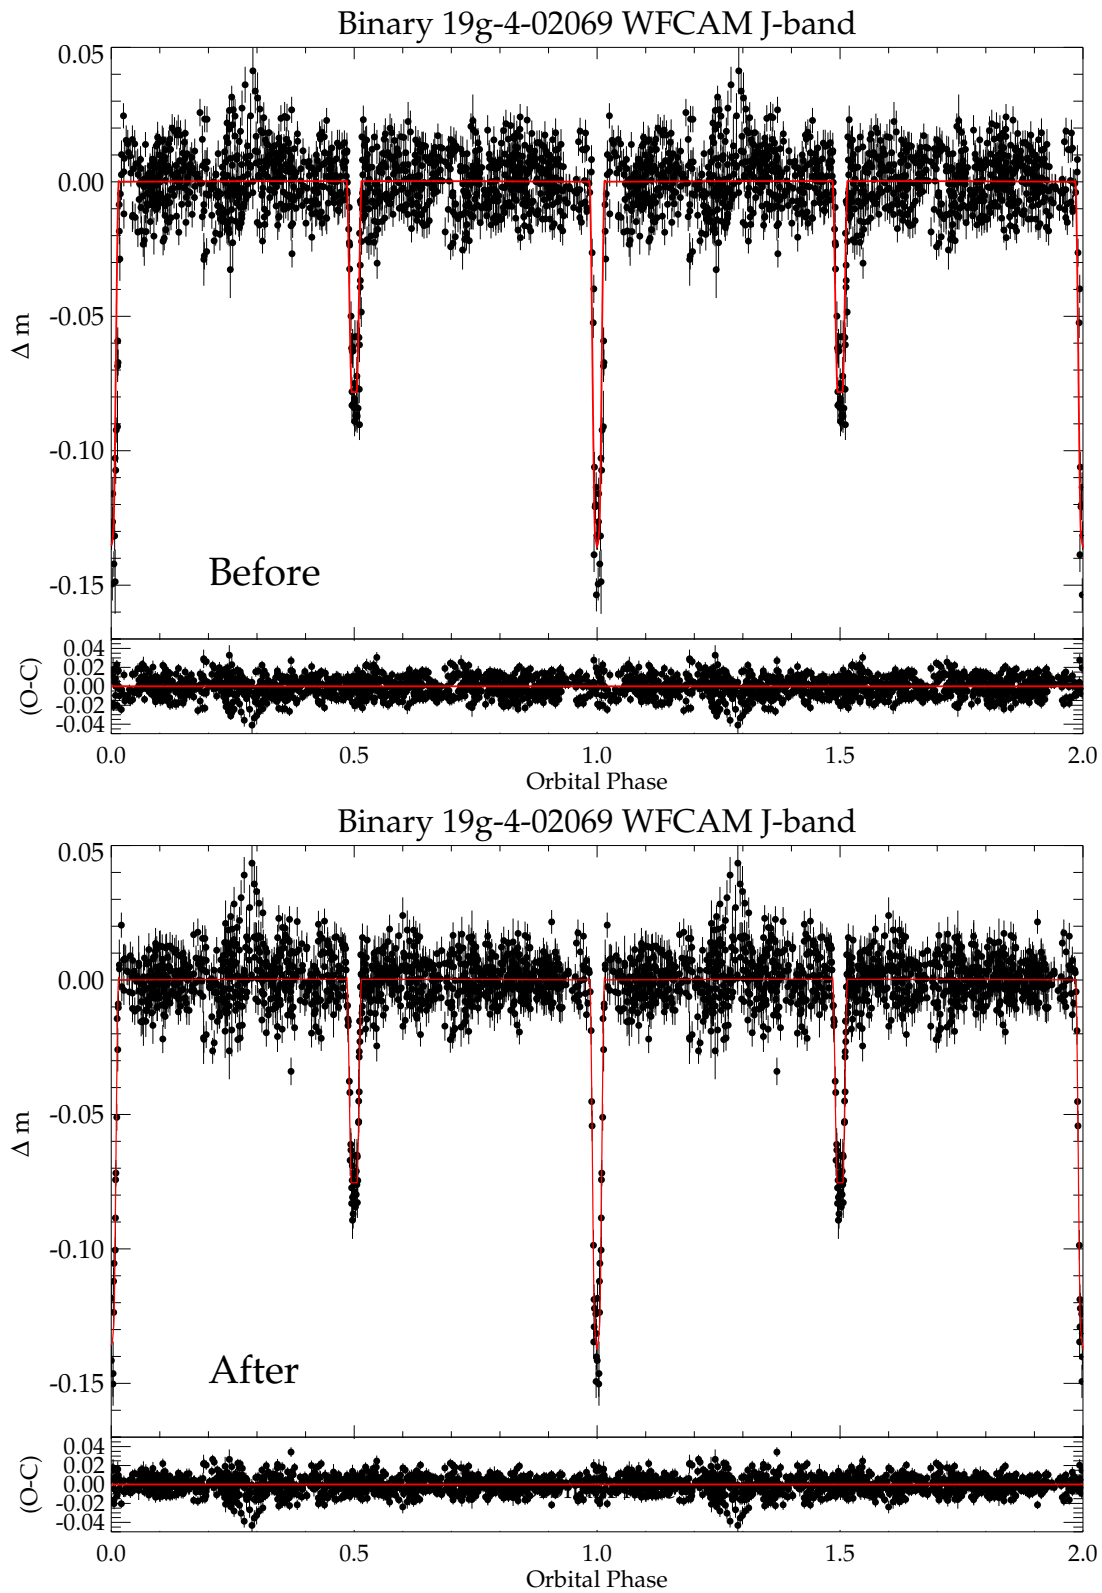 Binary 19g-4-02069 WFCAM J-band
0.05
0.00
-0.05
-0.10
-0.15
Δ m
Before
0.04
0.02
0.00
-0.02
-0.04
(O-C)
0.0 0.5 1.0 1.5 2.0
Orbital Phase
Binary 19g-4-02069 WFCAM J-band
0.05
0.00
-0.05
-0.10
-0.15
Δ m
After
0.04
0.02
0.00
-0.02
-0.04
(O-C)
0.0 0.5 1.0 1.5 2.0
Orbital Phase